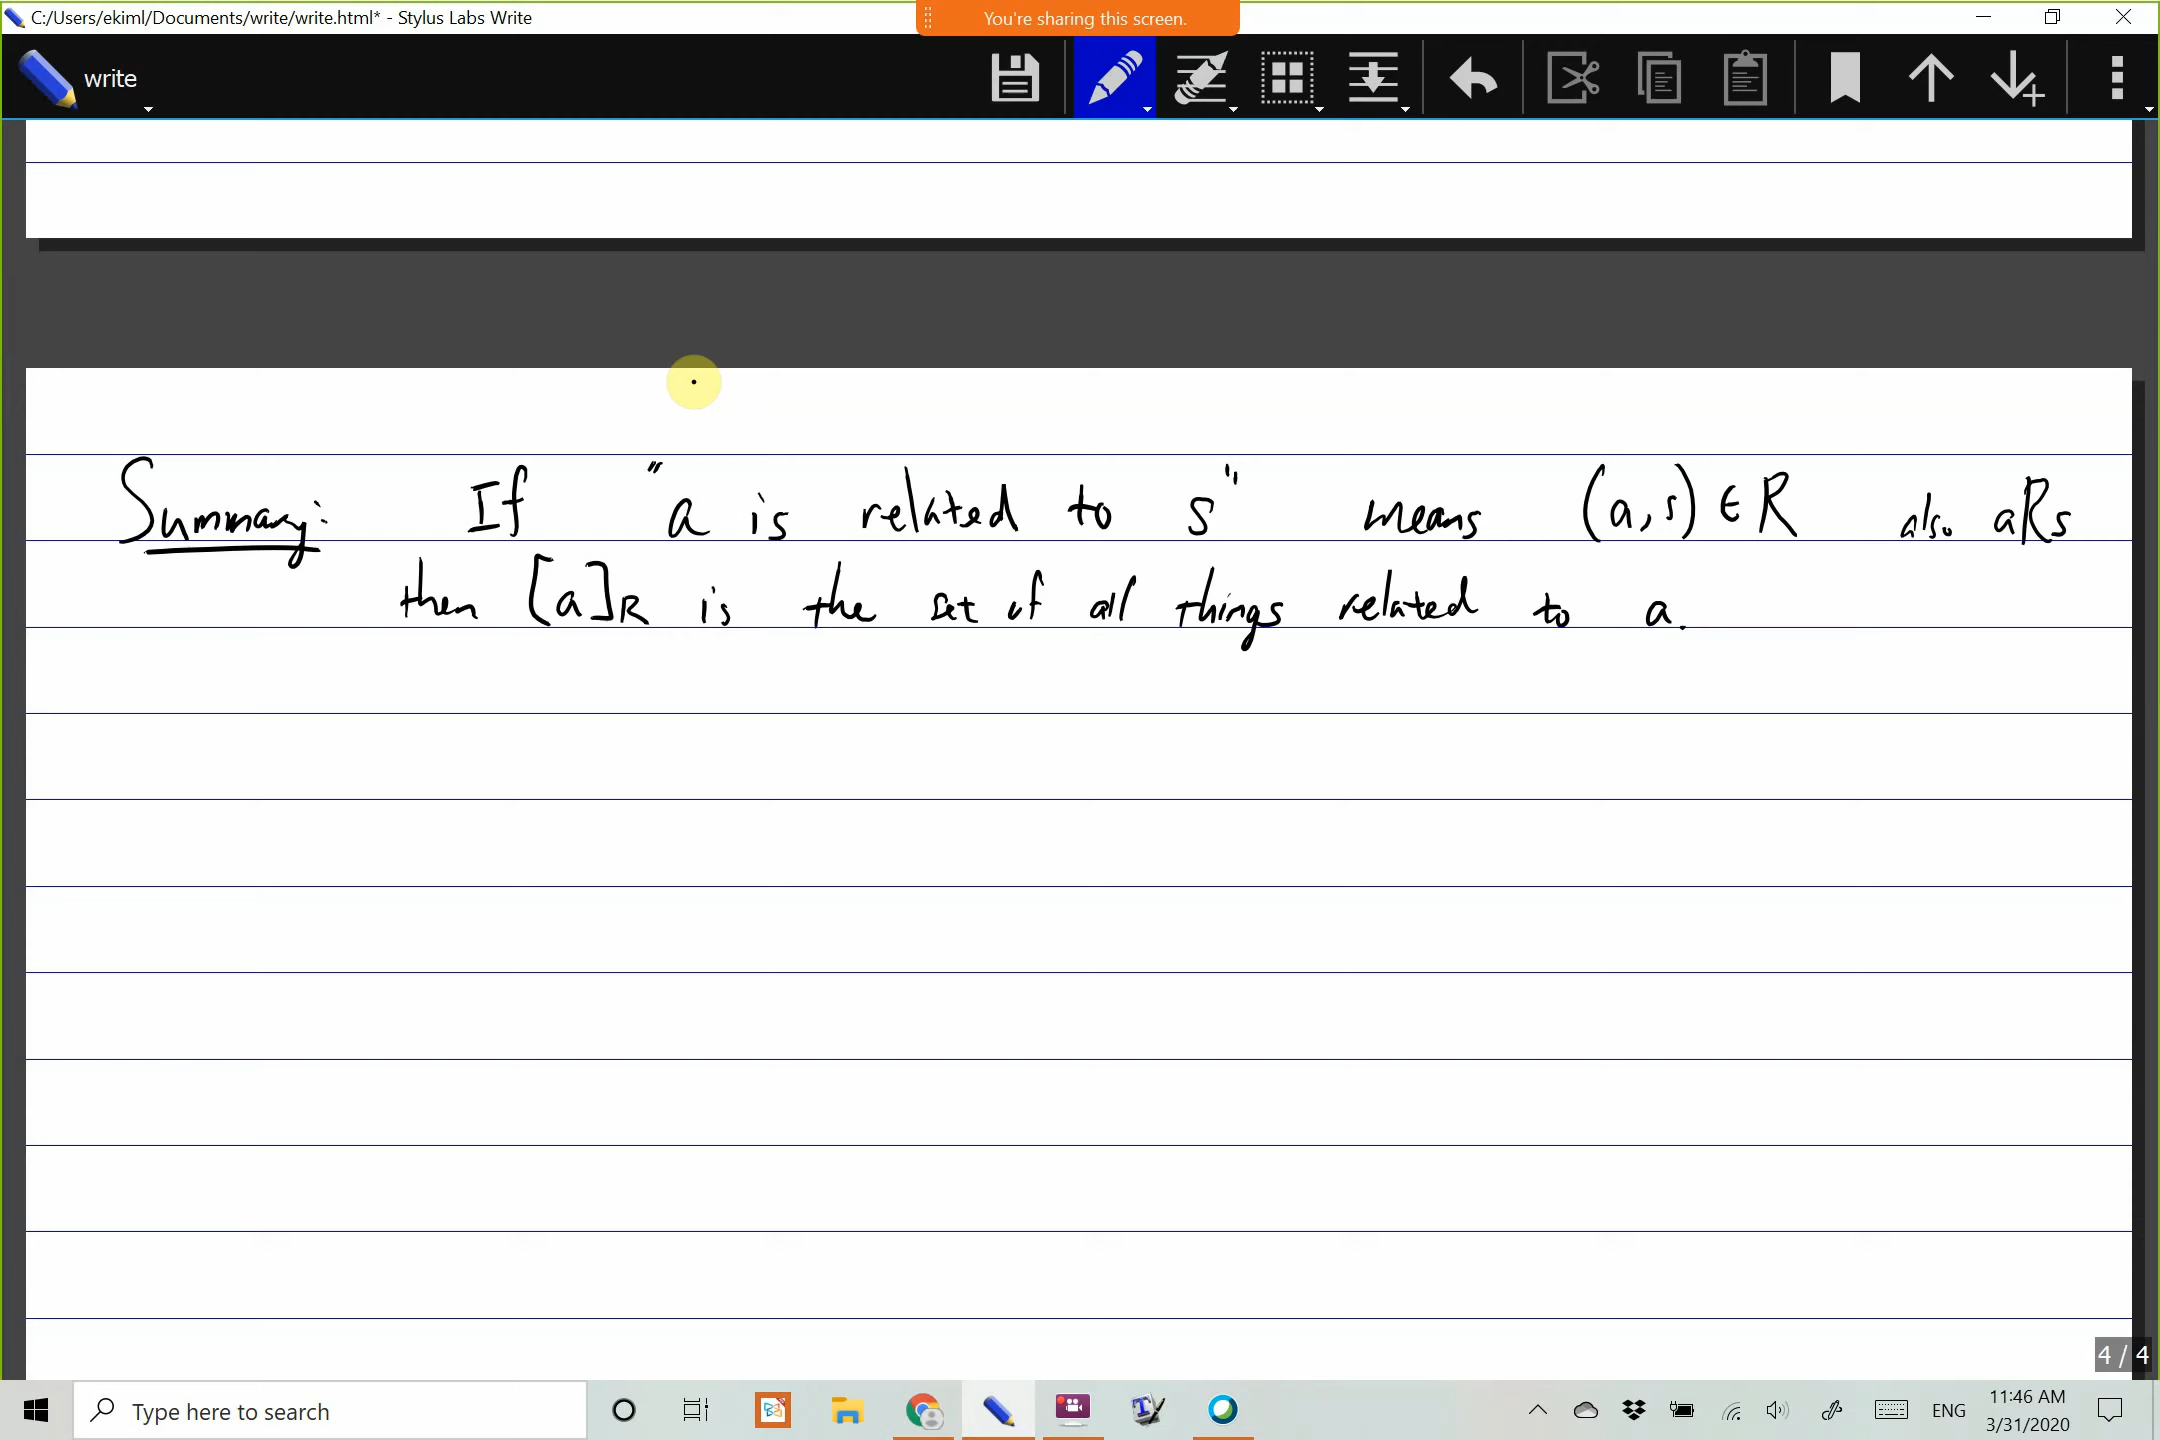 C:/Users/ekiml/Documents/write/write.html* - Stylus Labs Write
You're sharing this screen.
write
Summary: If "a is related to s" means (a,s) ∈ R also aRs
then [a]R is the set of all things related to a.
4 / 4
Type here to search
ENG
11:46 AM
3/31/2020